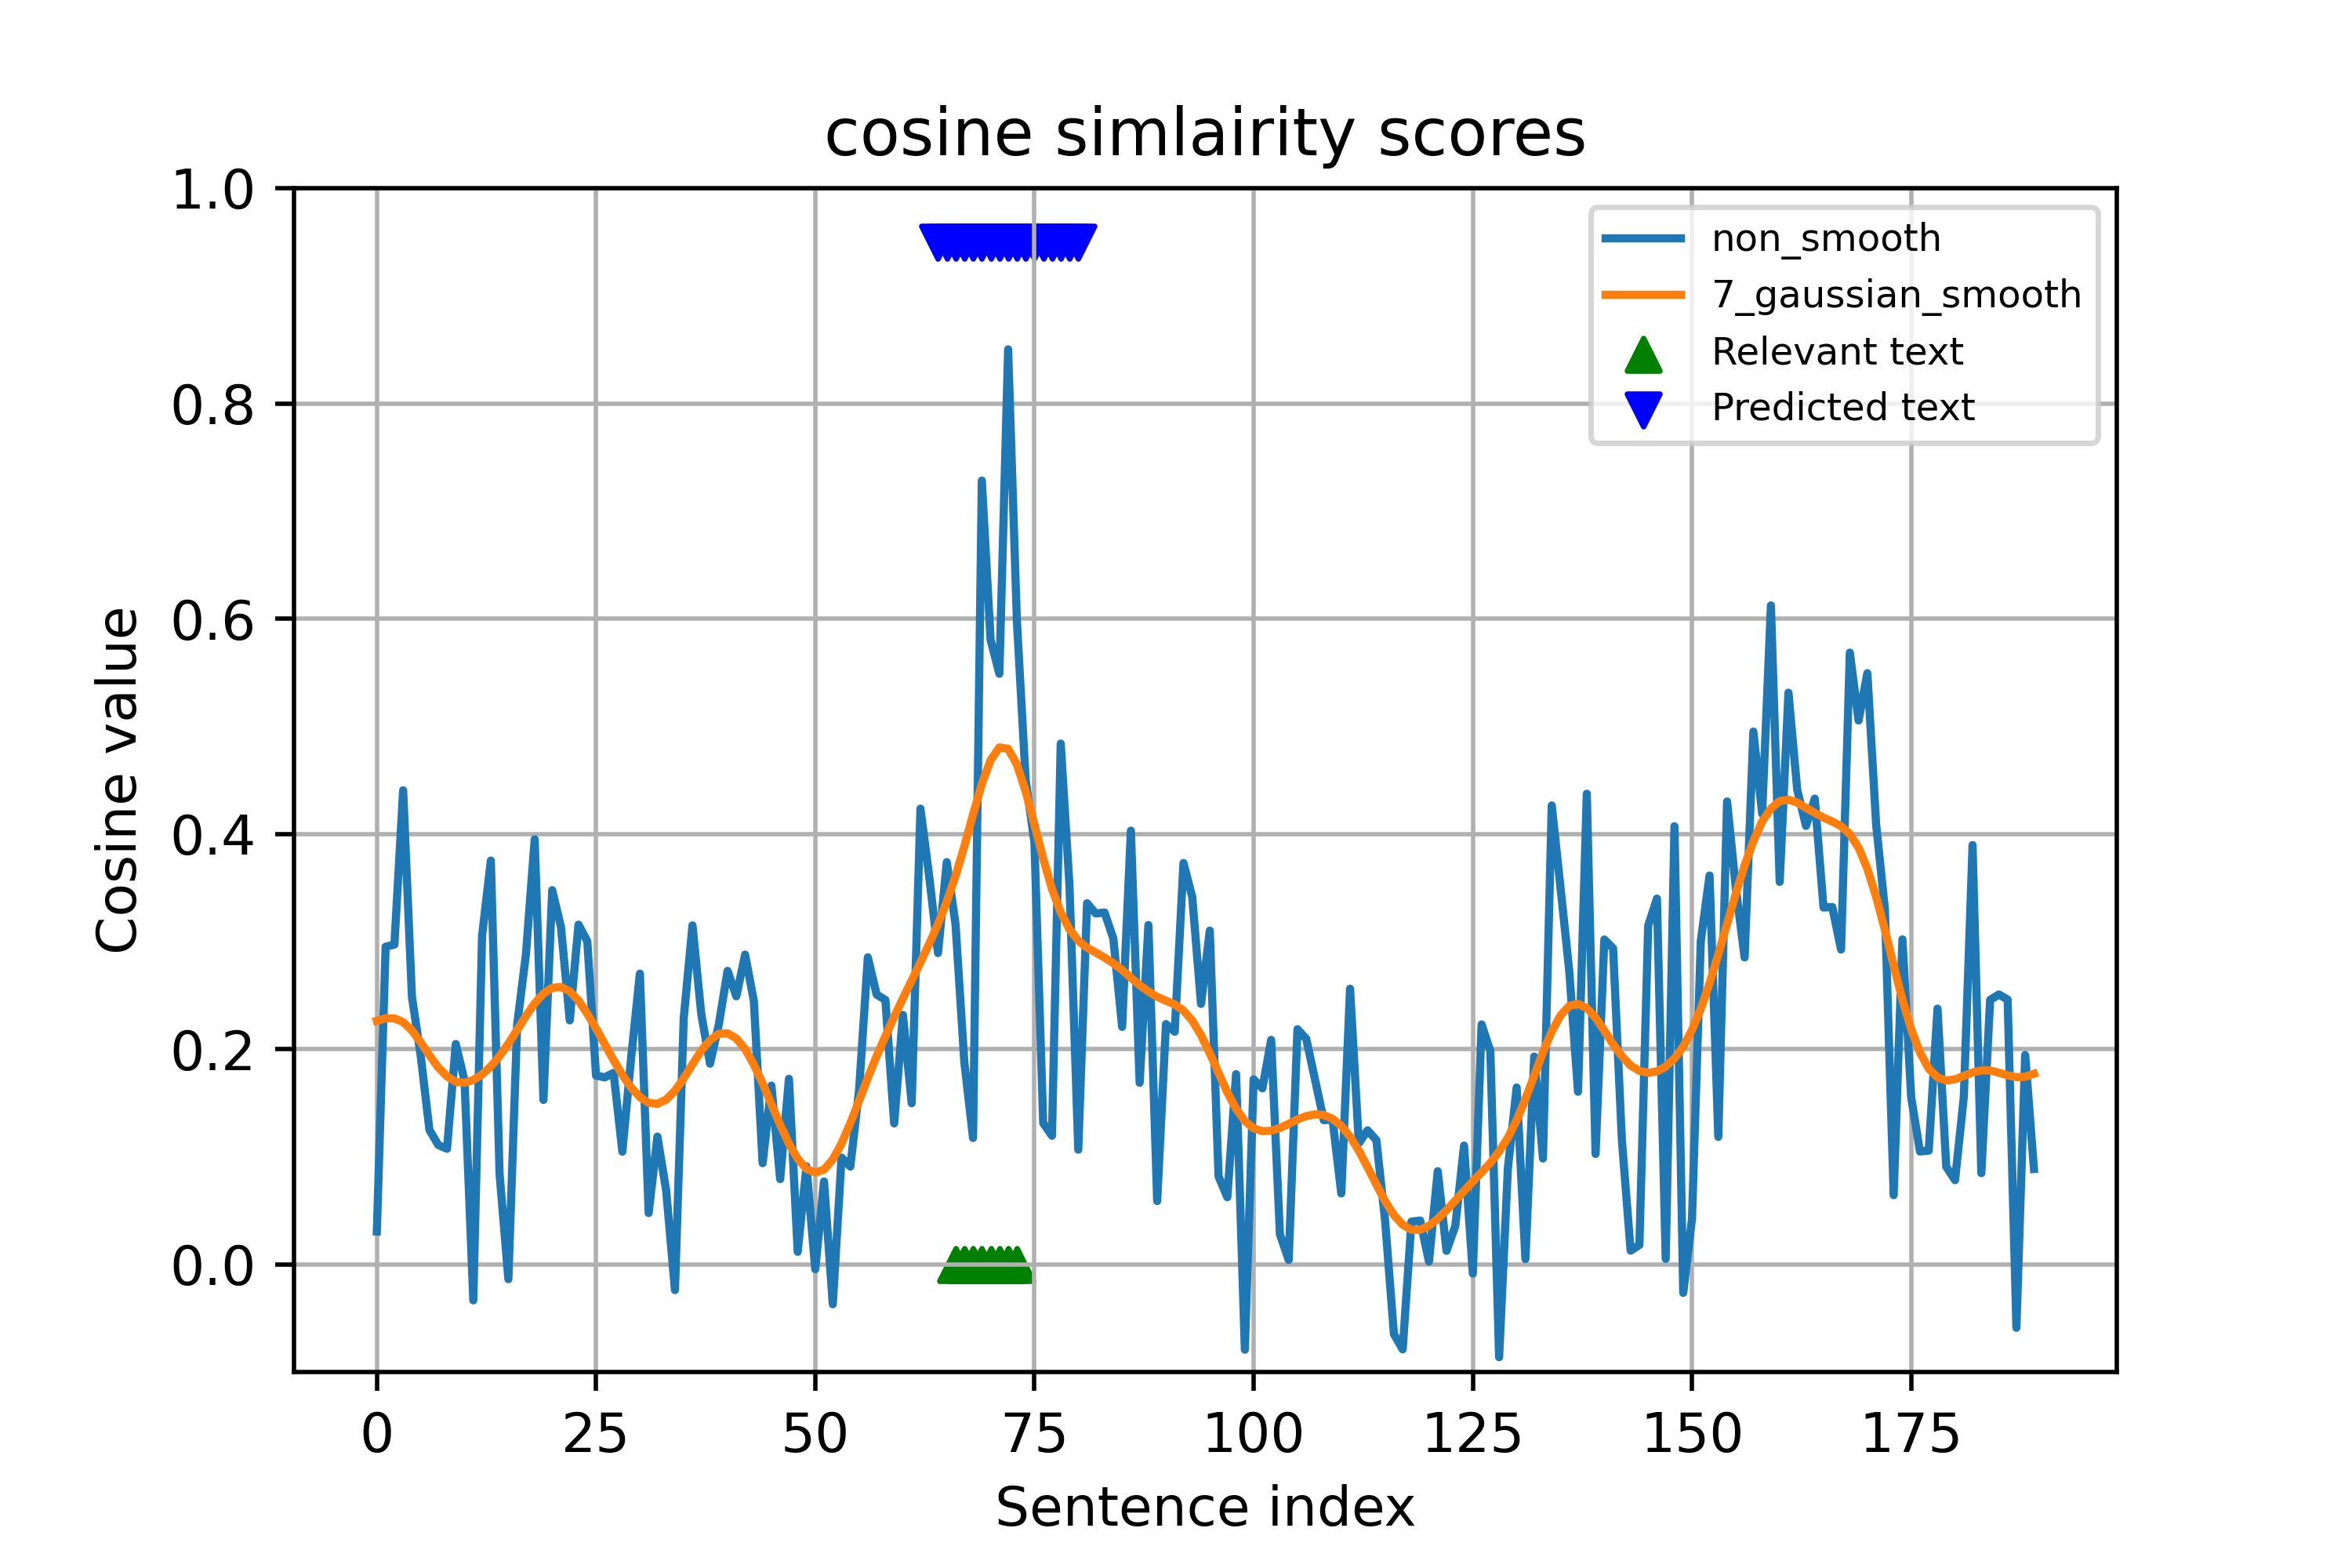 cosine simlairity scores
1.0
0.8
0.6
0.4
0.2
0.0
Cosine value
non_smooth
7_gaussian_smooth
Relevant text
Predicted text
0 25 50 75 100 125 150 175
Sentence index